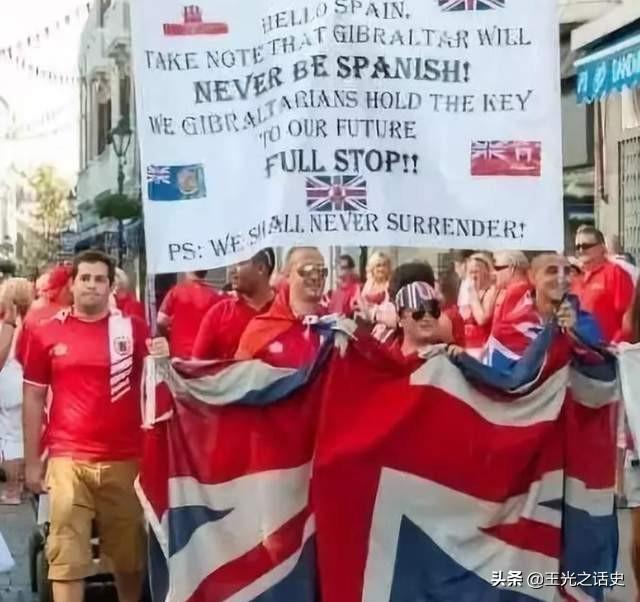 HELLO SPAIN,
TAKE NOTE THAT GIBRALTAR WILL
NEVER BE SPANISH!
WE GIBRALTARIANS HOLD THE KEY
TO OUR FUTURE
FULL STOP!!
PS: WE SHALL NEVER SURRENDER!
头条 @王光之话史